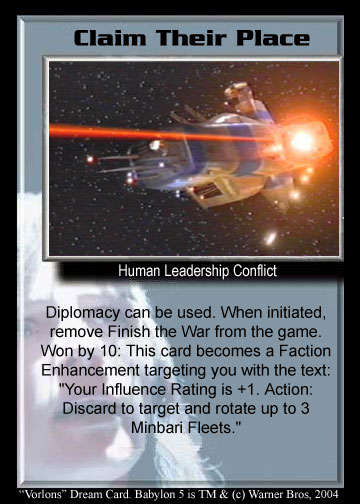 Claim Their Place
Human Leadership Conflict
Diplomacy can be used. When initiated,
remove Finish the War from the game.
Won by 10: This card becomes a Faction
Enhancement targeting you with the text:
"Your Influence Rating is +1. Action:
Discard to target and rotate up to 3
Minbari Fleets."
“Vorlons” Dream Card. Babylon 5 is TM & (c) Warner Bros, 2004